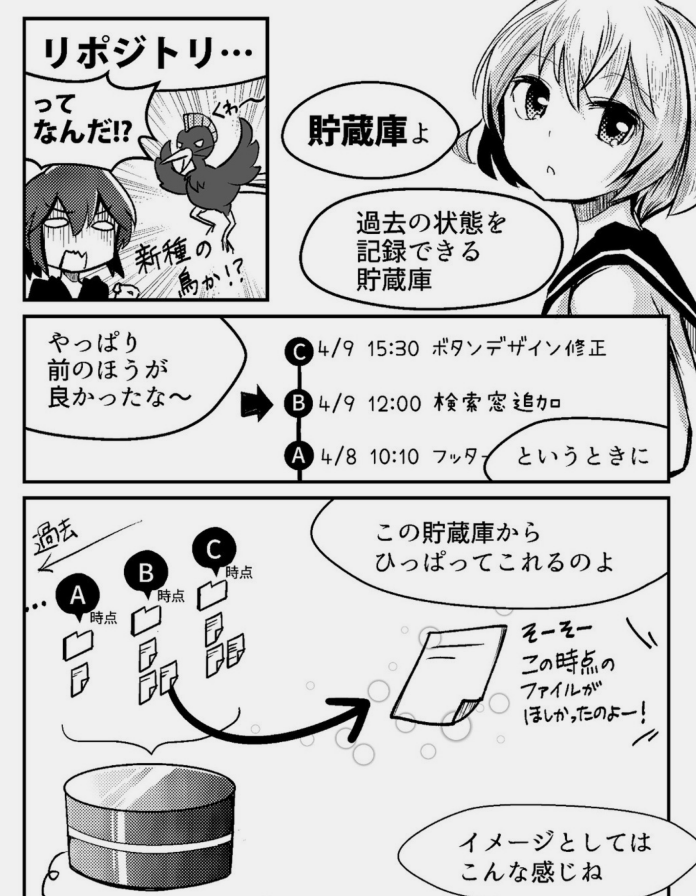 リポジトリ…
って
なんだ!?
くわ～
新種の
鳥か!?
貯蔵庫よ
過去の状態を
記録できる
貯蔵庫
やっぱり
前のほうが
良かったな～
C 4/9 15:30 ボタンデザイン修正
B 4/9 12:00 検索窓追加
A 4/8 10:10 フッター
というときに
この貯蔵庫から
ひっぱってこれるのよ
過去
…
A 時点
B 時点
C 時点
そーそー
この時点の
ファイルが
ほしかったのよー!
イメージとしては
こんな感じね